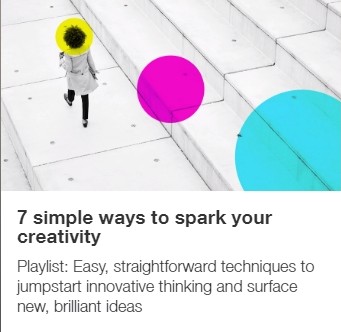 7 simple ways to spark your
creativity
Playlist: Easy, straightforward techniques to
jumpstart innovative thinking and surface
new, brilliant ideas